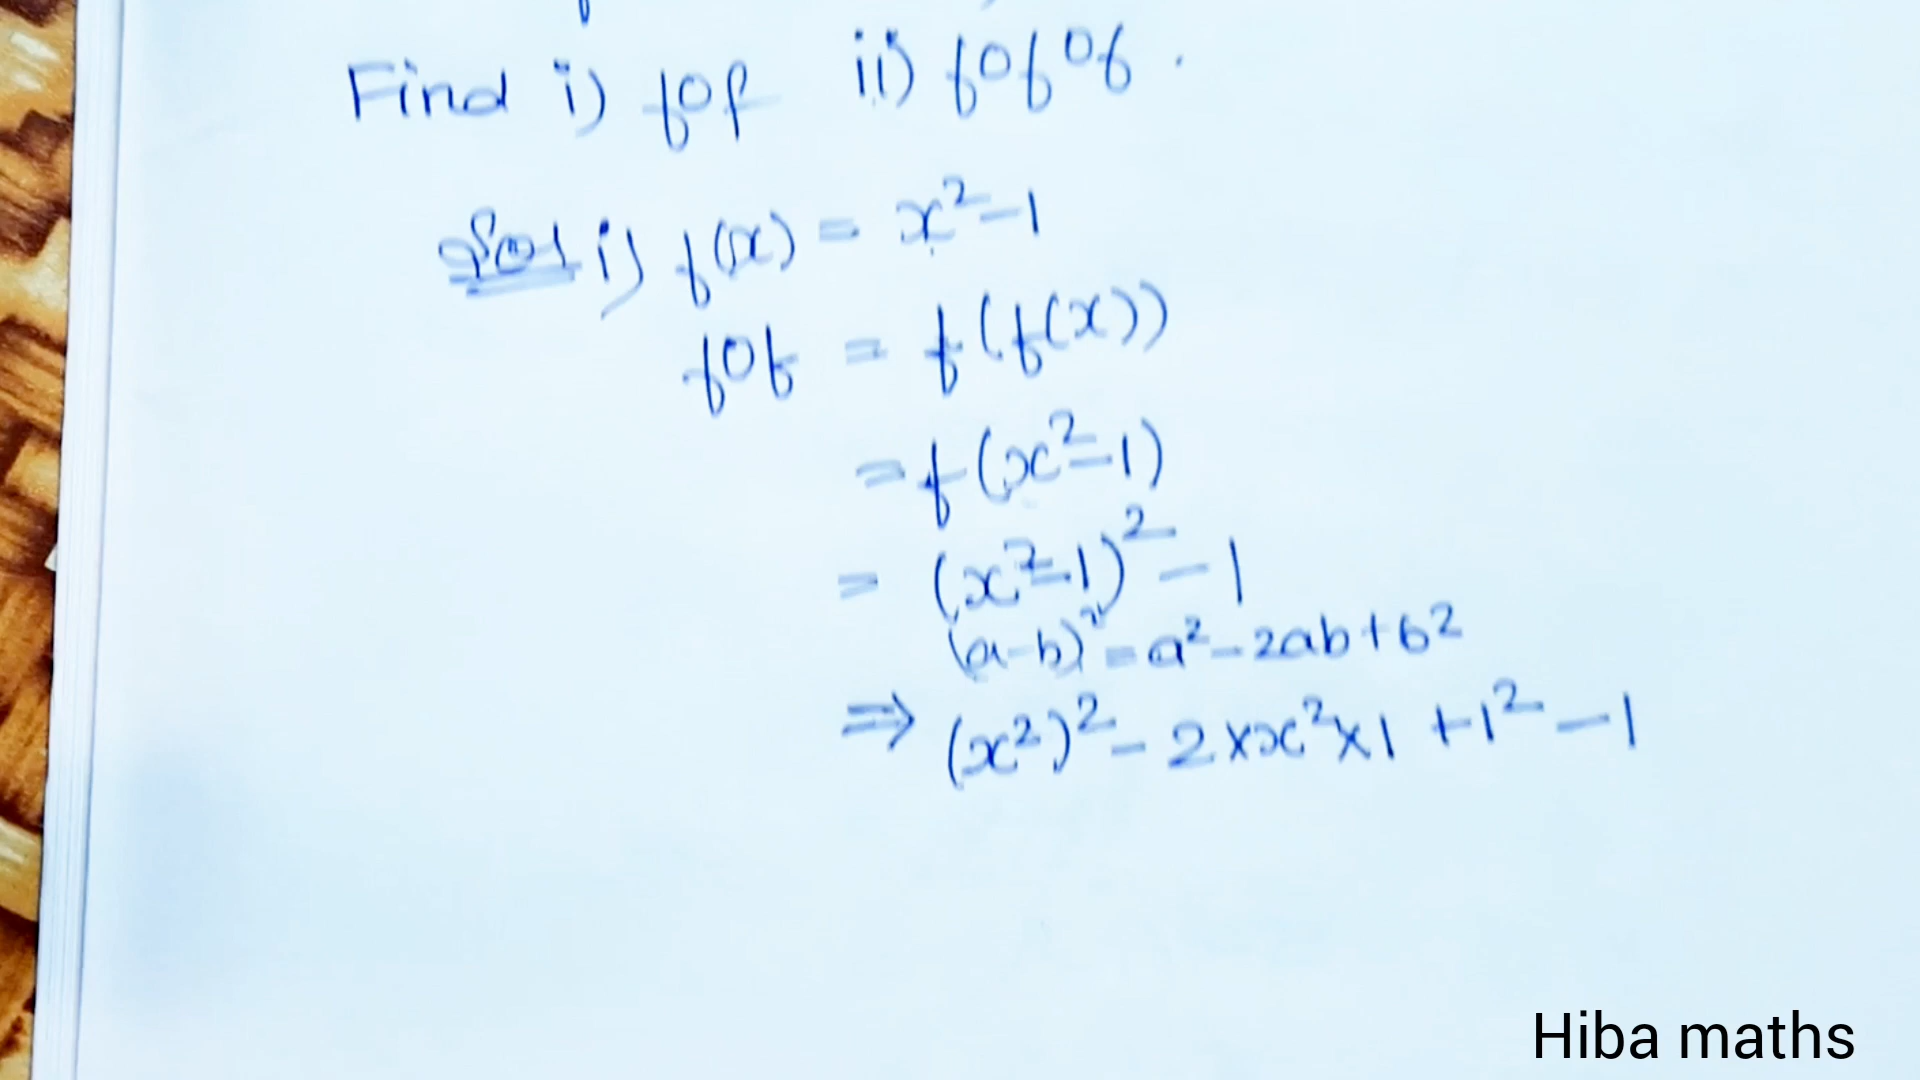 Find i) fof ii) fofof.
Sol i) f(x) = x²-1
fof = f(f(x))
= f(x²-1)
= (x²-1)² - 1
(a-b)² = a² - 2ab + b²
⇒ (x²)² - 2×x²×1 + 1² - 1
Hiba maths